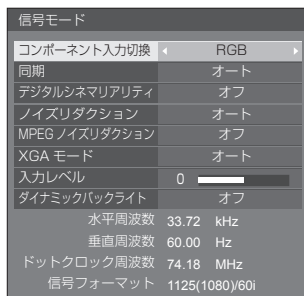 信号モード
コンポーネント入力切換 RGB
同期 オート
デジタルシネマリアリティ オフ
ノイズリダクション オート
MPEG ノイズリダクション オフ
XGA モード オート
入力レベル 0
ダイナミックバックライト オフ
水平周波数 33.72 kHz
垂直周波数 60.00 Hz
ドットクロック周波数 74.18 MHz
信号フォーマット 1125(1080)/60i